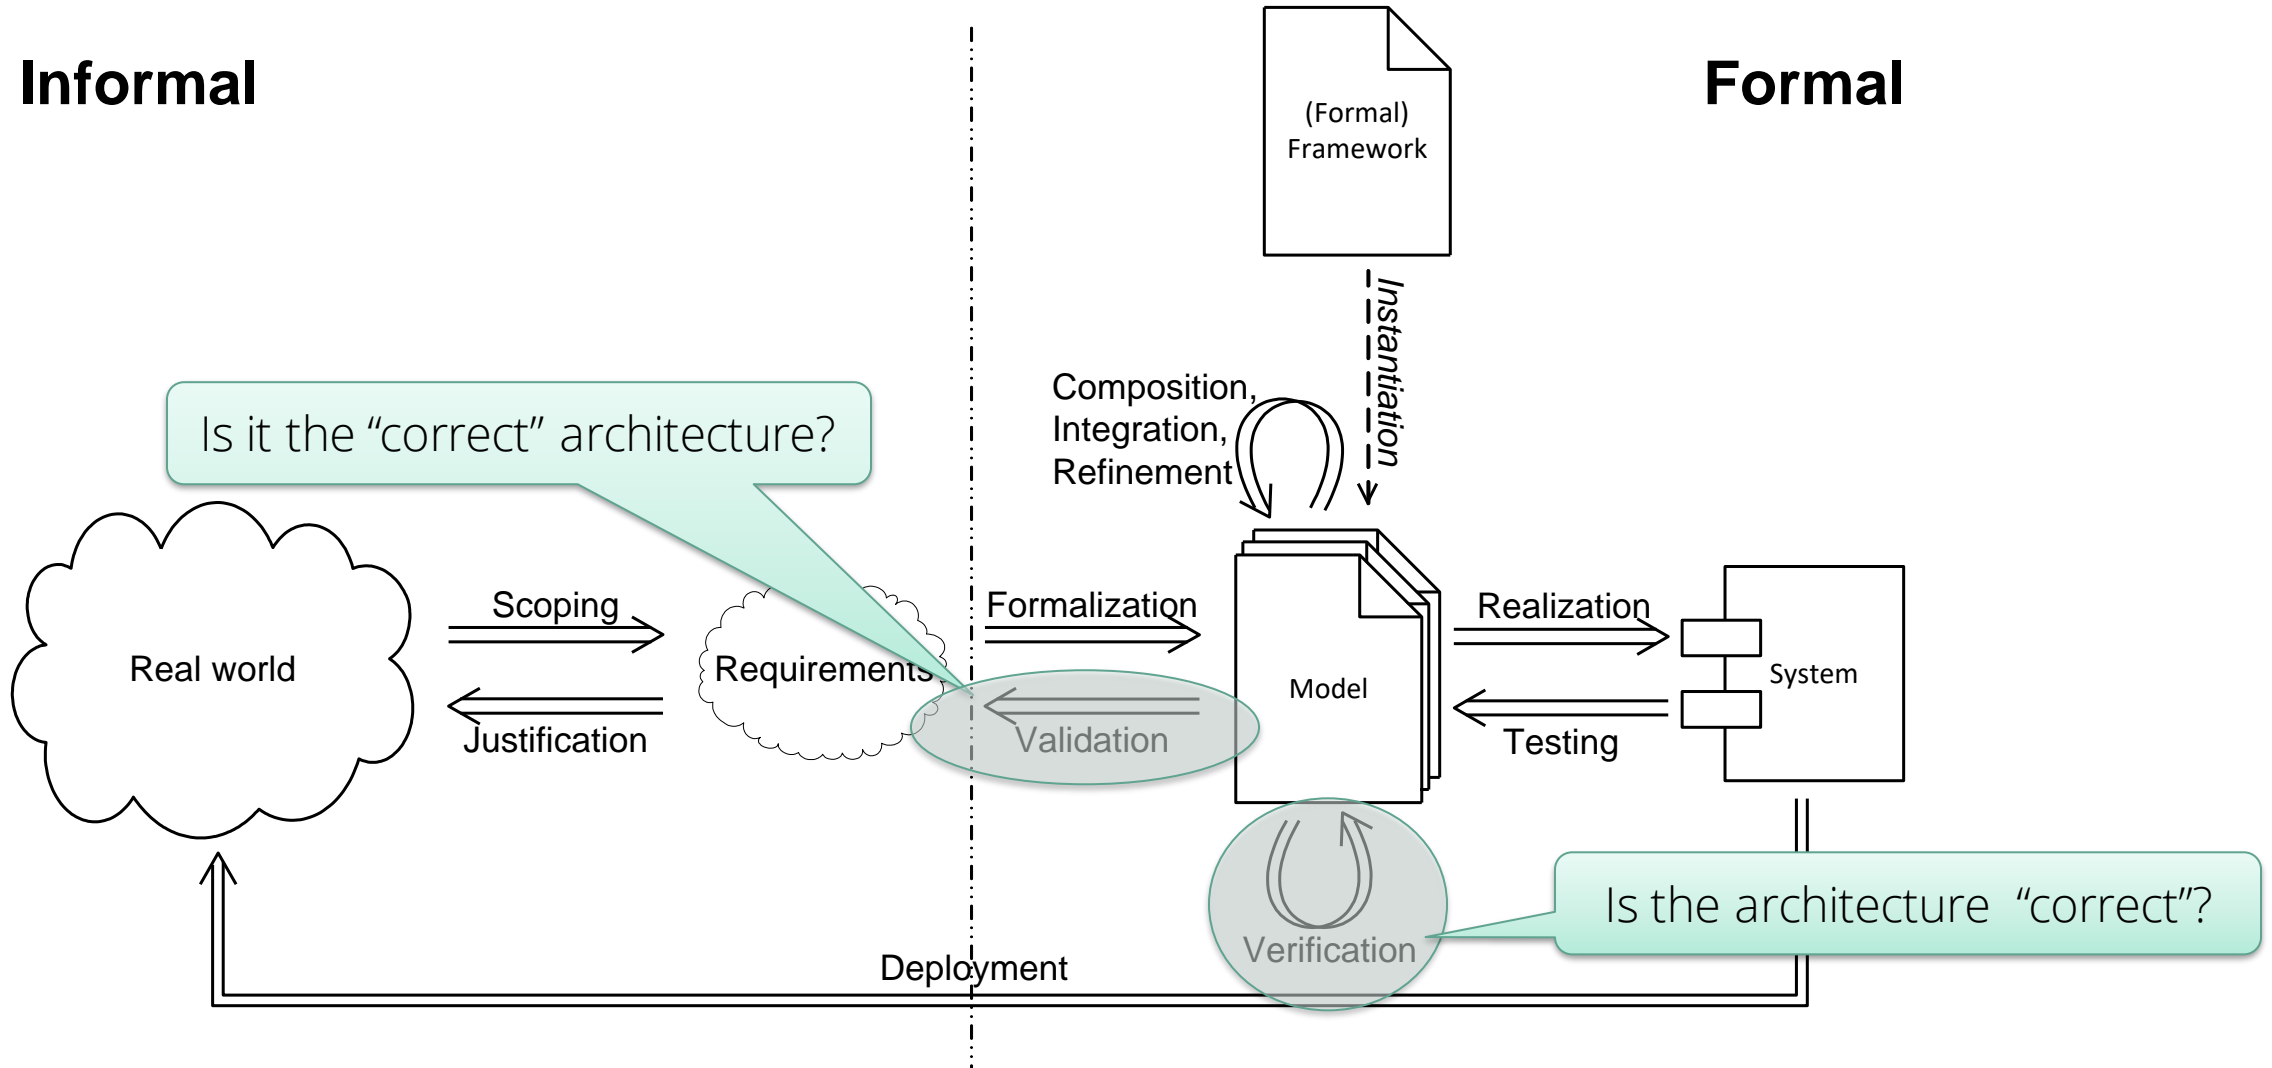 Informal
Formal
(Formal)
Framework
Instantiation
Composition,
Integration,
Refinement
Is it the “correct” architecture?
Scoping
Formalization
Realization
Real world
Requirements
Model
System
Justification
Validation
Testing
Is the architecture “correct”?
Verification
Deployment